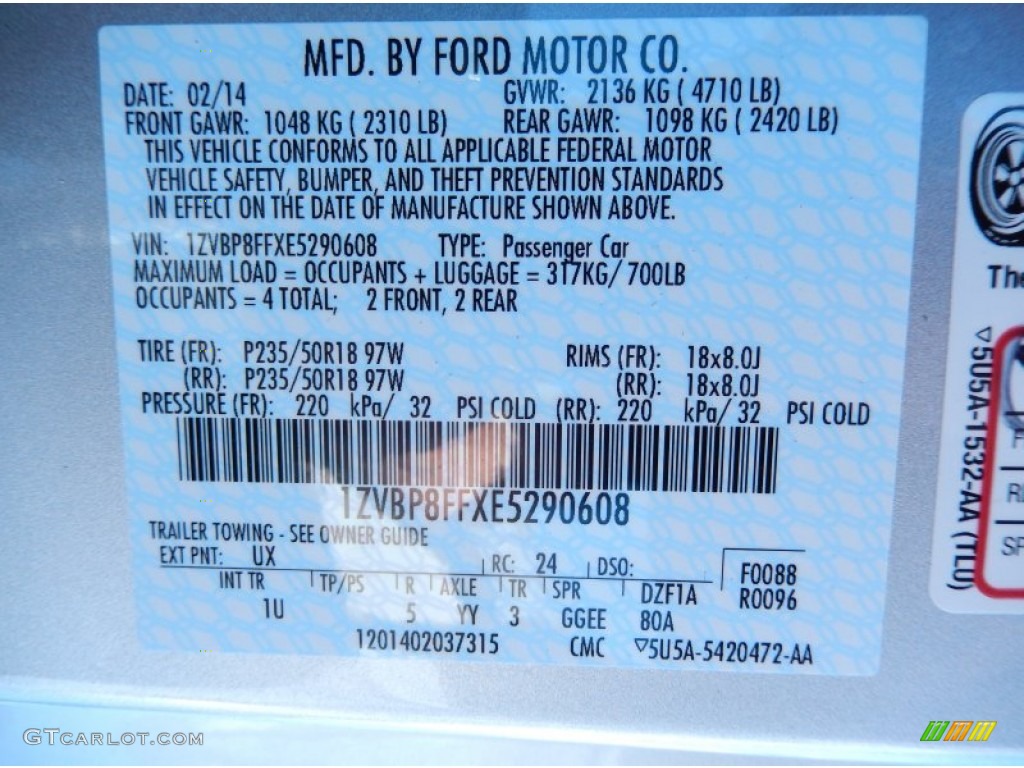 MFD. BY FORD MOTOR CO.
DATE: 02/14 GVWR: 2136 KG ( 4710 LB)
FRONT GAWR: 1048 KG ( 2310 LB) REAR GAWR: 1098 KG ( 2420 LB)
THIS VEHICLE CONFORMS TO ALL APPLICABLE FEDERAL MOTOR
VEHICLE SAFETY, BUMPER, AND THEFT PREVENTION STANDARDS
IN EFFECT ON THE DATE OF MANUFACTURE SHOWN ABOVE.
VIN: 1ZVBP8FFXE5290608 TYPE: Passenger Car
MAXIMUM LOAD = OCCUPANTS + LUGGAGE = 317KG/ 700LB
OCCUPANTS = 4 TOTAL; 2 FRONT, 2 REAR
TIRE (FR): P235/50R18 97W RIMS (FR): 18x8.0J
(RR): P235/50R18 97W (RR): 18x8.0J
PRESSURE (FR): 220 kPa/ 32 PSI COLD (RR): 220 kPa/ 32 PSI COLD
1ZVBP8FFXE5290608
TRAILER TOWING - SEE OWNER GUIDE
EXT PNT: UX RC: 24 DSO: F0088
INT TR TP/PS R AXLE TR SPR DZF1A R0096
1U 5 YY 3 GGEE 80A
1201402037315 CMC ▽5U5A-5420472-AA
The
▽5U5A-1532-AA (TL0)
GTCARLOT.COM